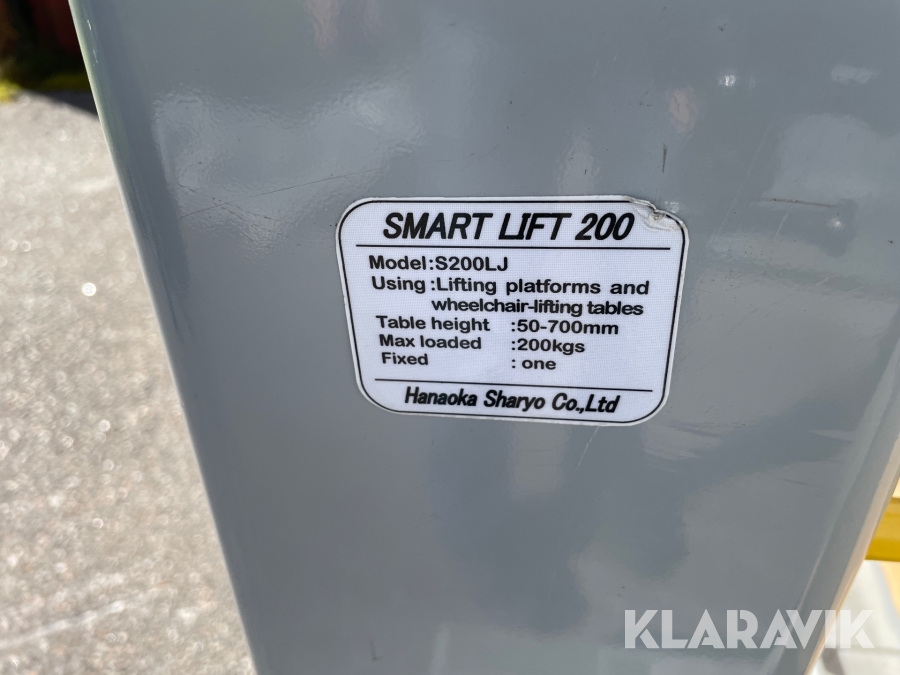 SMART LIFT 200
Model:S200LJ
Using :Lifting platforms and
wheelchair-lifting tables
Table height :50-700mm
Max loaded :200kgs
Fixed : one
Hanaoka Sharyo Co.,Ltd
KLARAVIK